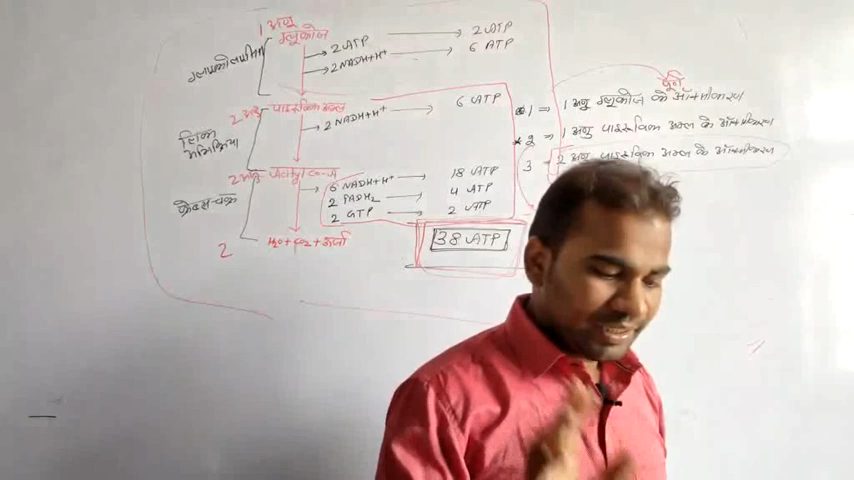 1 अणु
ग्लूकोज
2 ATP → 2 ATP
2 NADH+H⁺ → 6 ATP
2 अणु पाइरुविक अम्ल
2 NADH+H⁺ → 6 ATP
लिंक
अभिक्रिया
2 अणु Acetyl Co-A
6 NADH+H⁺ → 18 ATP
2 FADH₂ → 4 ATP
2 GTP → 2 ATP
क्रेब्स-चक्र
H₂O + CO₂ + ऊर्जा
2
38 ATP
पूर्ण
1 ⇒ 1 अणु ग्लूकोज के ऑक्सीकरण
2 ⇒ 1 अणु पाइरुविक अम्ल के ऑक्सीकरण
3 2 अणु पाइरुविक अम्ल के ऑक्सीकरण